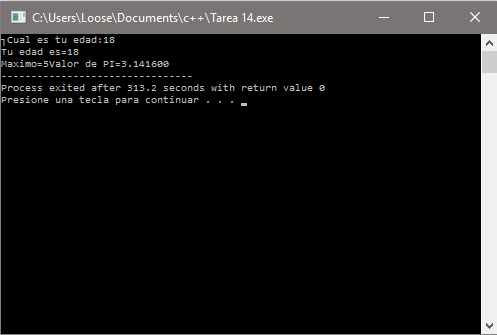 C:\Users\Loose\Documents\c++\Tarea 14.exe
┐Cual es tu edad:18
Tu edad es=18
Maximo=5Valor de PI=3.141600
--------------------------------
Process exited after 313.2 seconds with return value 0
Presione una tecla para continuar . . .